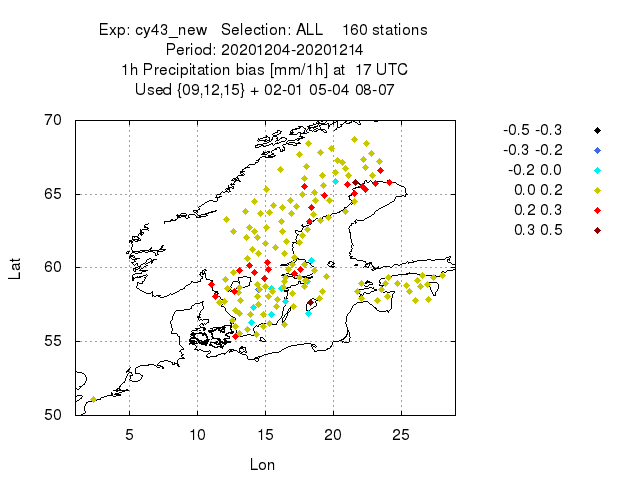 Exp: cy43_new   Selection: ALL    160 stations
Period: 20201204-20201214
1h Precipitation bias [mm/1h] at  17 UTC
Used {09,12,15} + 02-01 05-04 08-07
70
65
60
55
50
Lat
5 10 15 20 25
Lon
-0.5 -0.3
-0.3 -0.2
-0.2 0.0
0.0 0.2
0.2 0.3
0.3 0.5